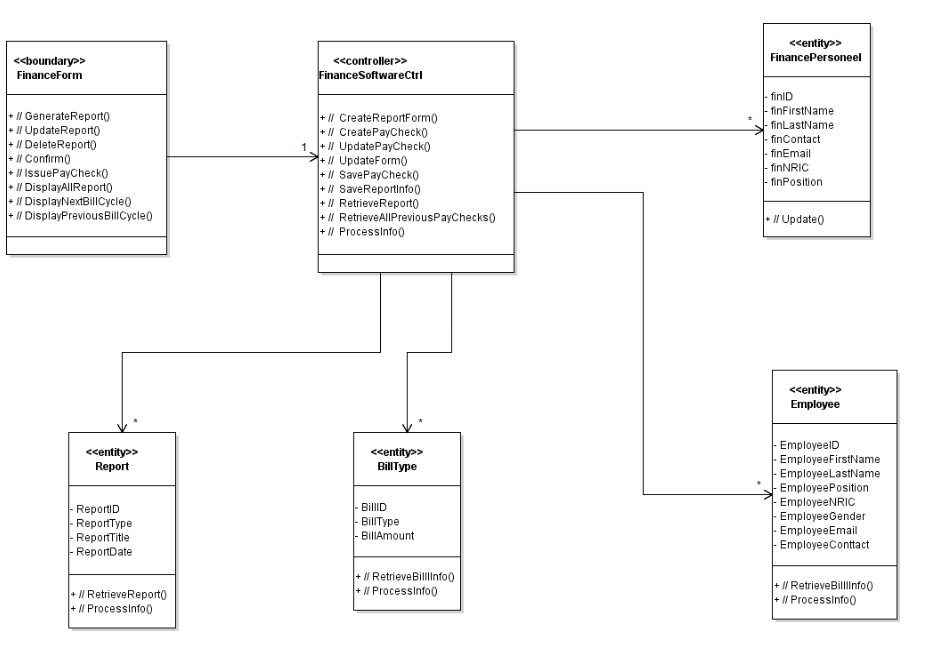 <<boundary>>
FinanceForm
+ // GenerateReport()
+ // UpdateReport()
+ // DeleteReport()
+ // Confirm()
+ // IssuePayCheck()
+ // DisplayAllReport()
+ // DisplayNextBillCycle()
+ // DisplayPreviousBillCycle()
1
<<controller>>
FinanceSoftwareCtrl
+ // CreateReportForm()
+ // CreatePayCheck()
+ // UpdatePayCheck()
+ // UpdateForm()
+ // SavePayCheck()
+ // SaveReportInfo()
+ // RetrieveReport()
+ // RetrieveAllPreviousPayChecks()
+ // ProcessInfo()
*
<<entity>>
FinancePersoneel
- finID
- finFirstName
- finLastName
- finContact
- finEmail
- finNRIC
- finPosition
+ // Update()
*
<<entity>>
Report
- ReportID
- ReportType
- ReportTitle
- ReportDate
+ // RetrieveReport()
+ // ProcessInfo()
*
<<entity>>
BillType
- BillID
- BillType
- BillAmount
+ // RetrieveBillInfo()
+ // ProcessInfo()
*
<<entity>>
Employee
- EmployeeID
- EmployeeFirstName
- EmployeeLastName
- EmployeePosition
- EmployeeNRIC
- EmployeeGender
- EmployeeEmail
- EmployeeConttact
+ // RetrieveBillInfo()
+ // ProcessInfo()